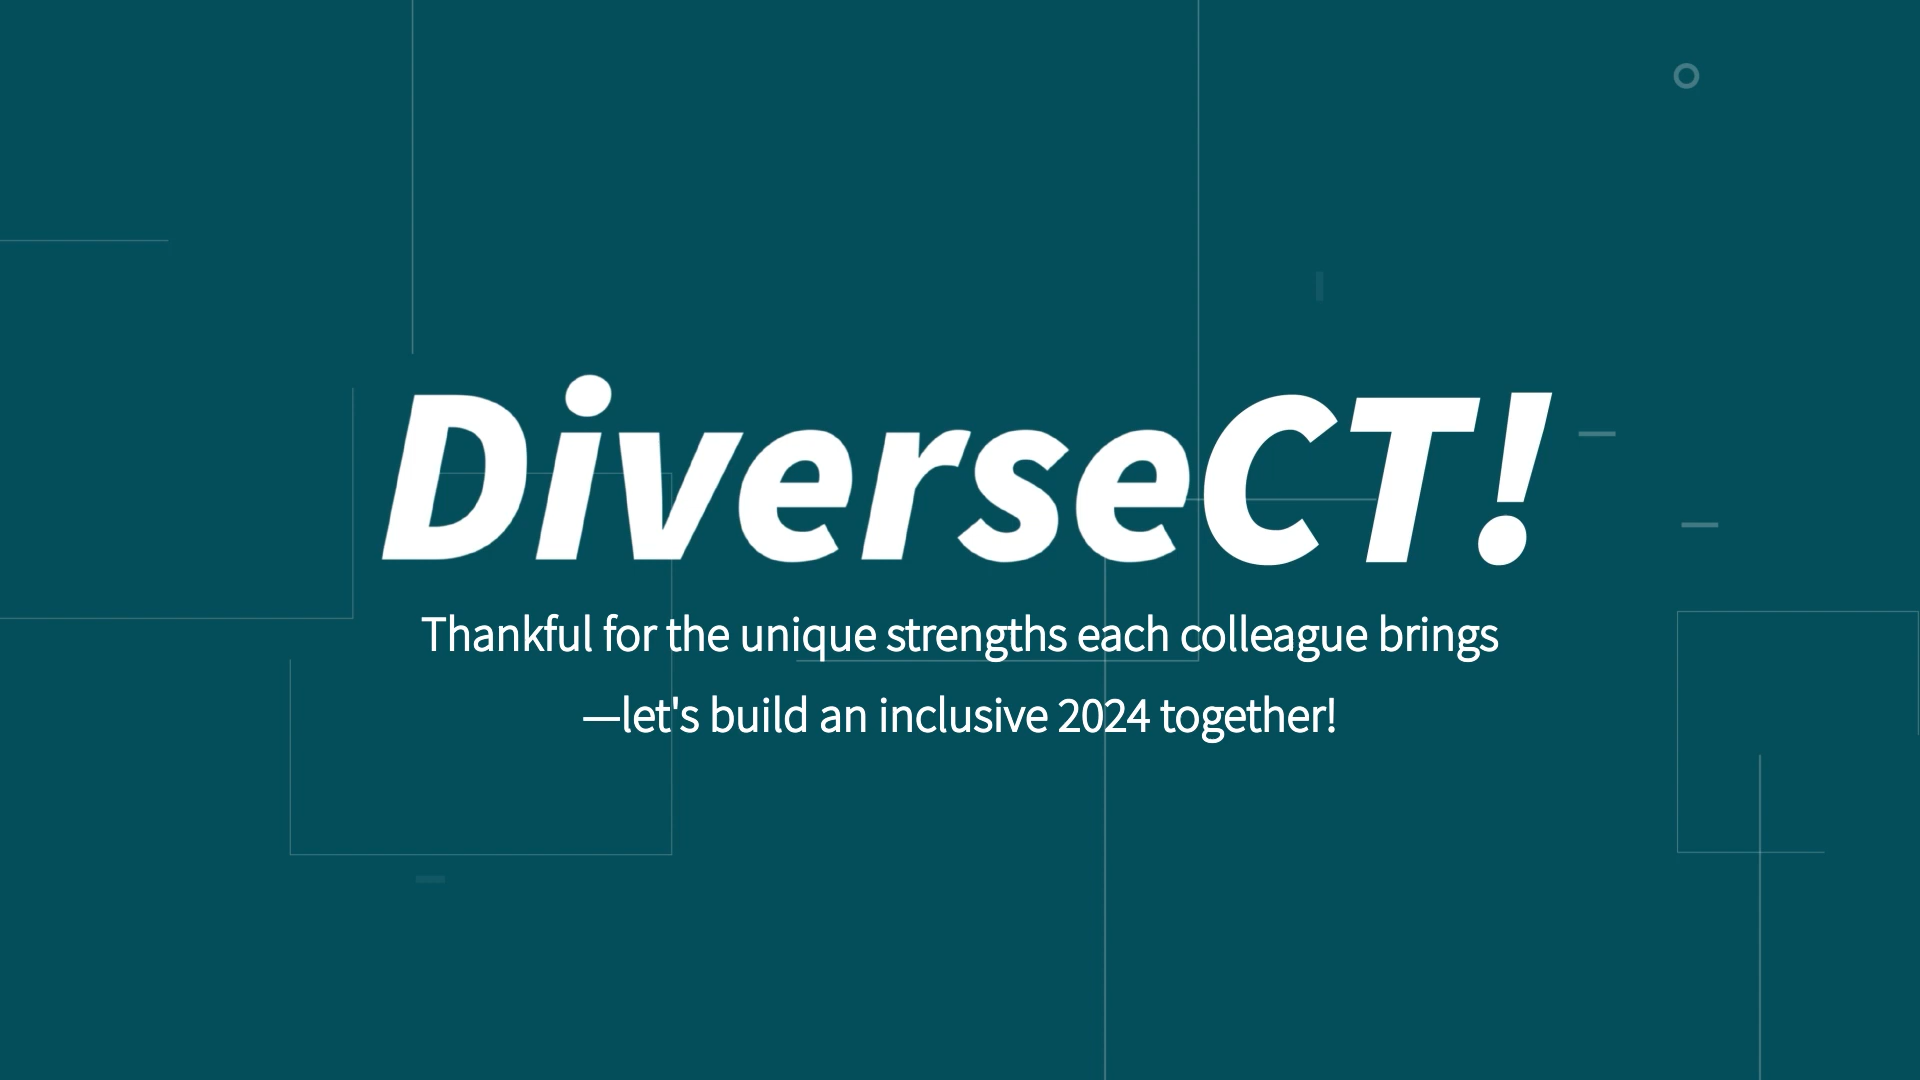 DiverseCT!
Thankful for the unique strengths each colleague brings
—let's build an inclusive 2024 together!